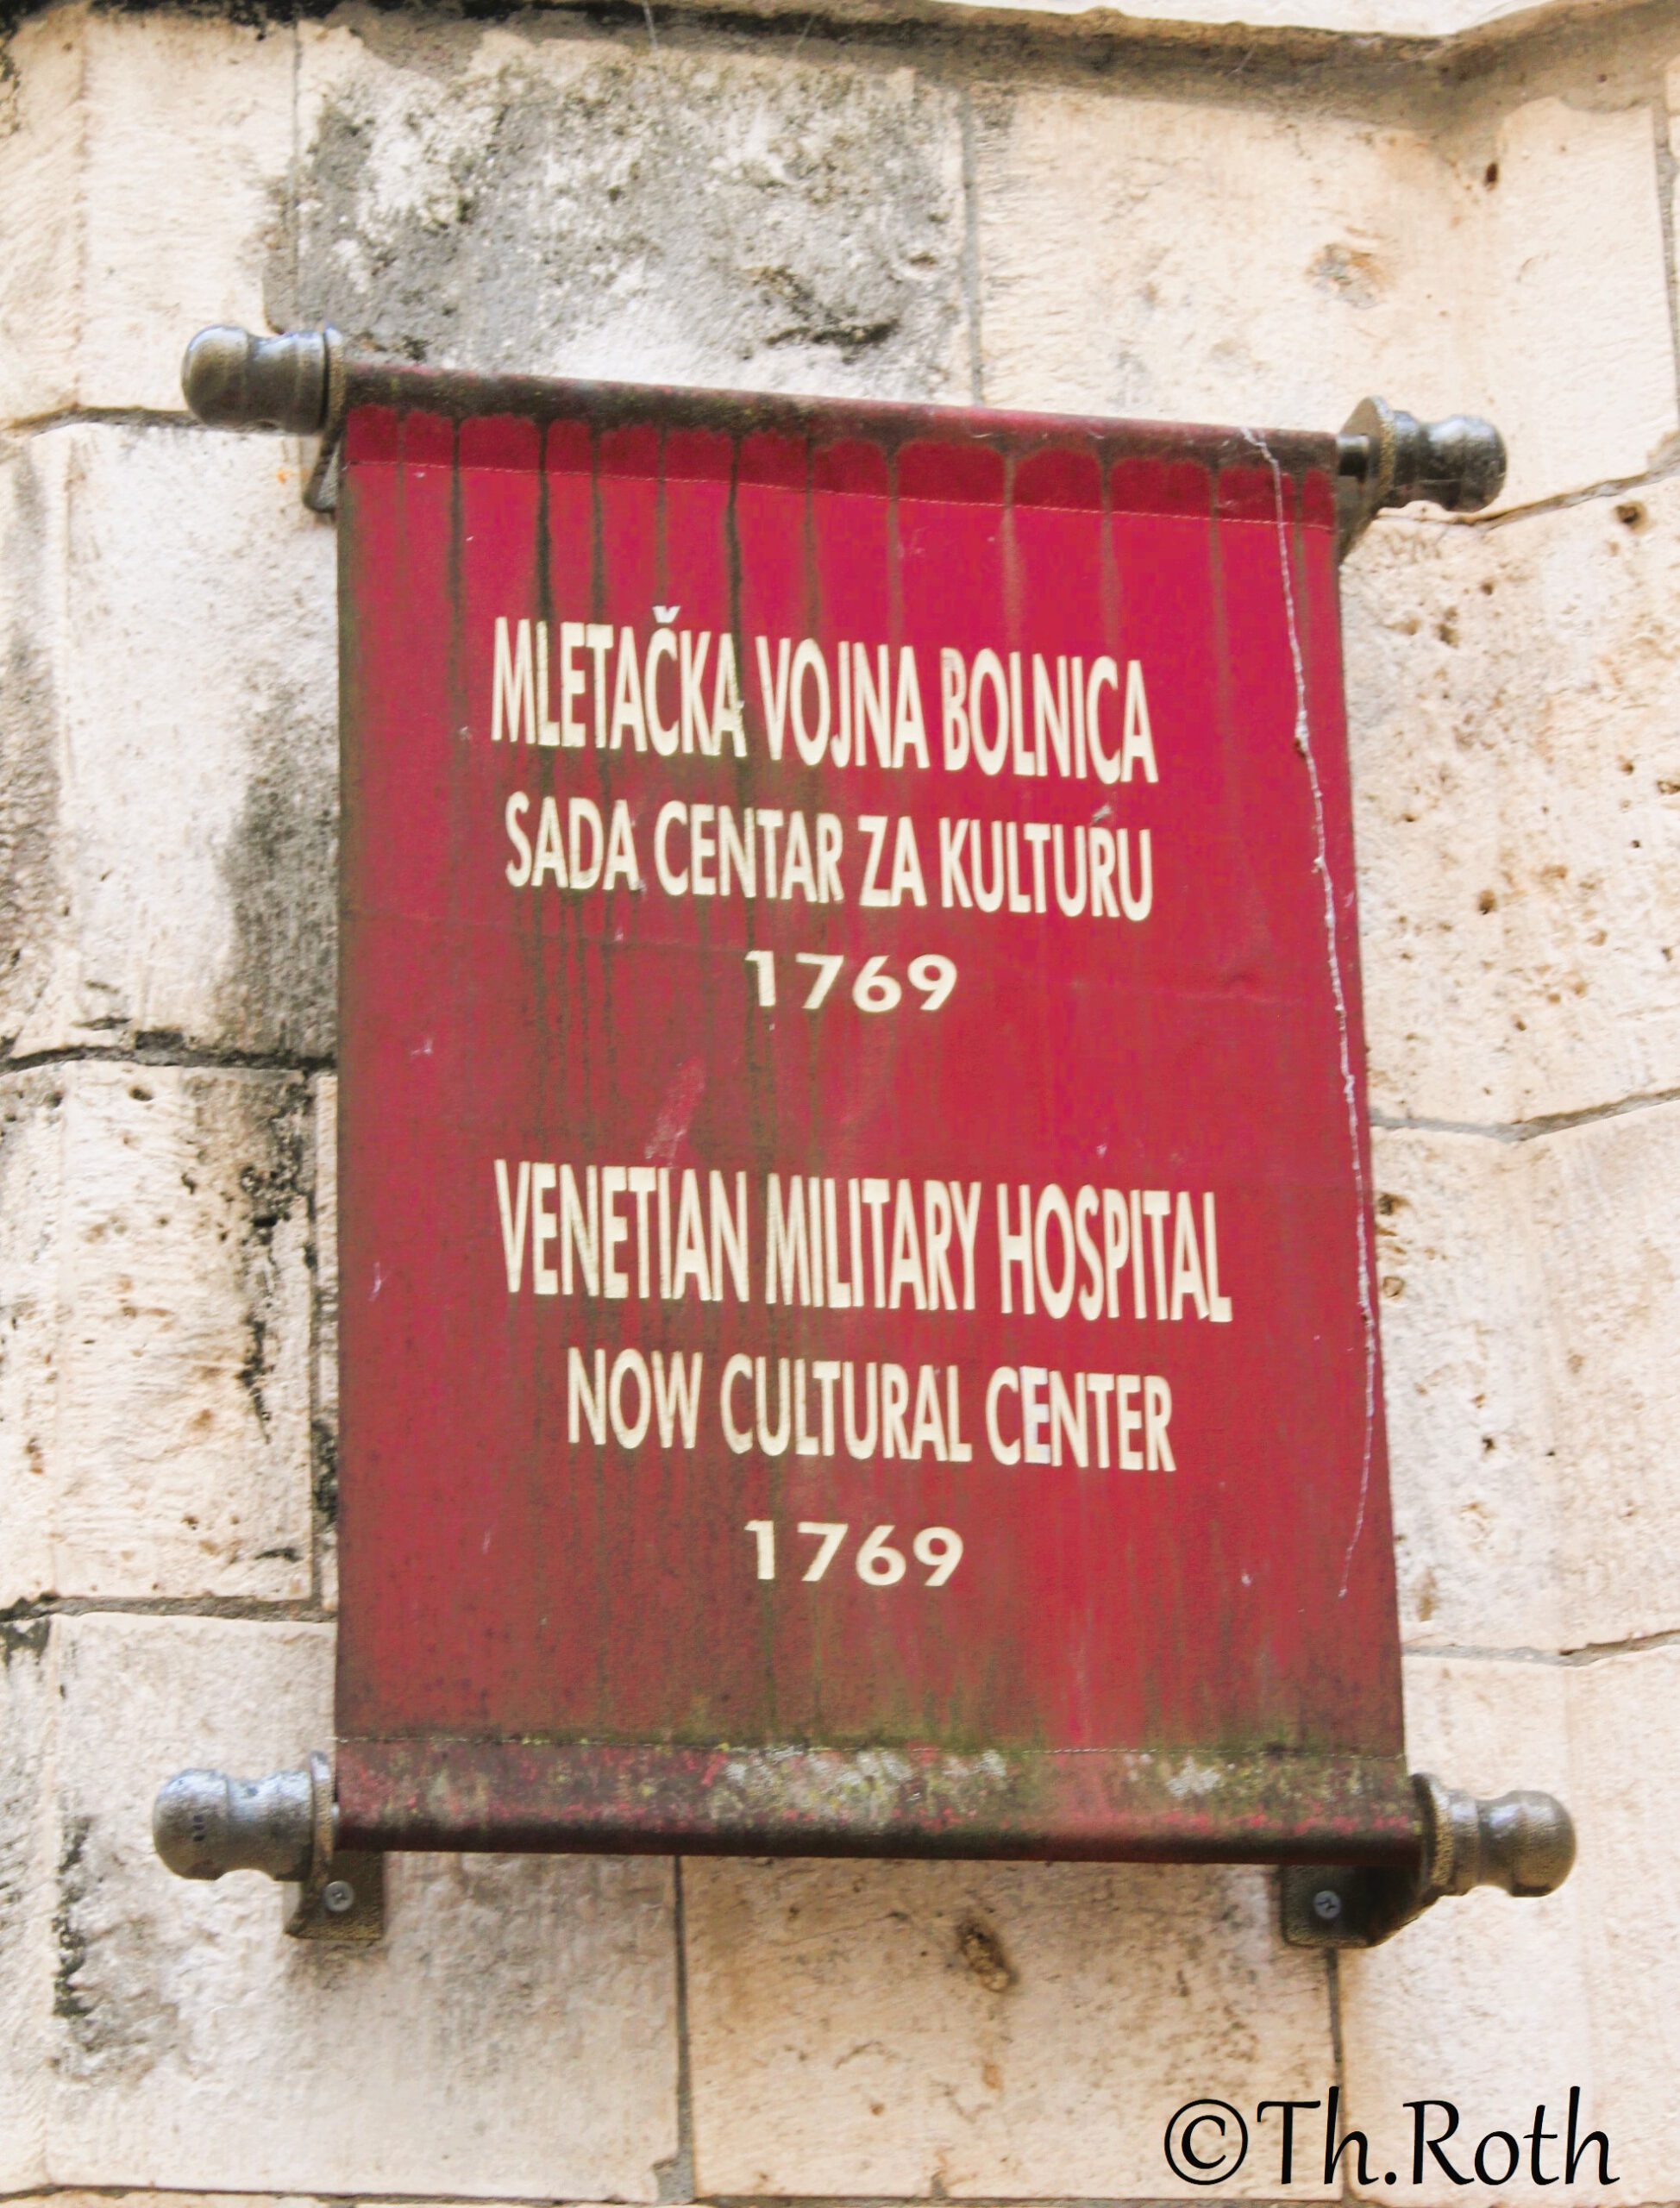 MLETAČKA VOJNA BOLNICA
SADA CENTAR ZA KULTURU
1769
VENETIAN MILITARY HOSPITAL
NOW CULTURAL CENTER
1769
©Th.Roth